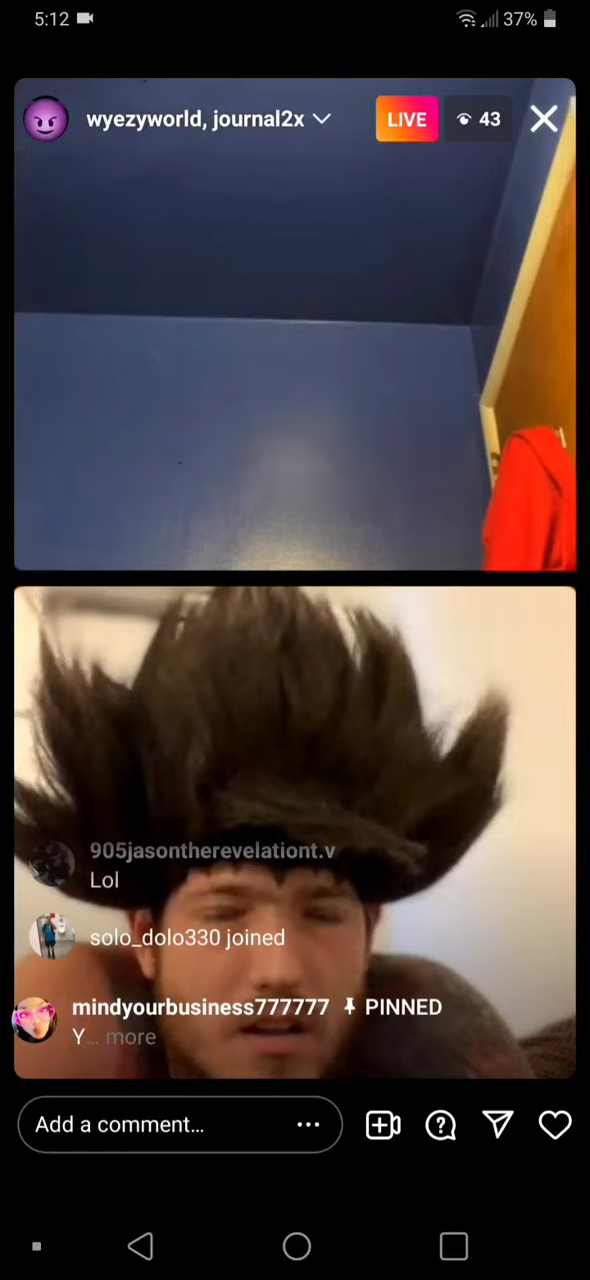 5:12
37%
wyezyworld, journal2x
LIVE
43
905jasontherevelationt.v
Lol
solo_dolo330 joined
mindyourbusiness777777 PINNED
Y... more
Add a comment...